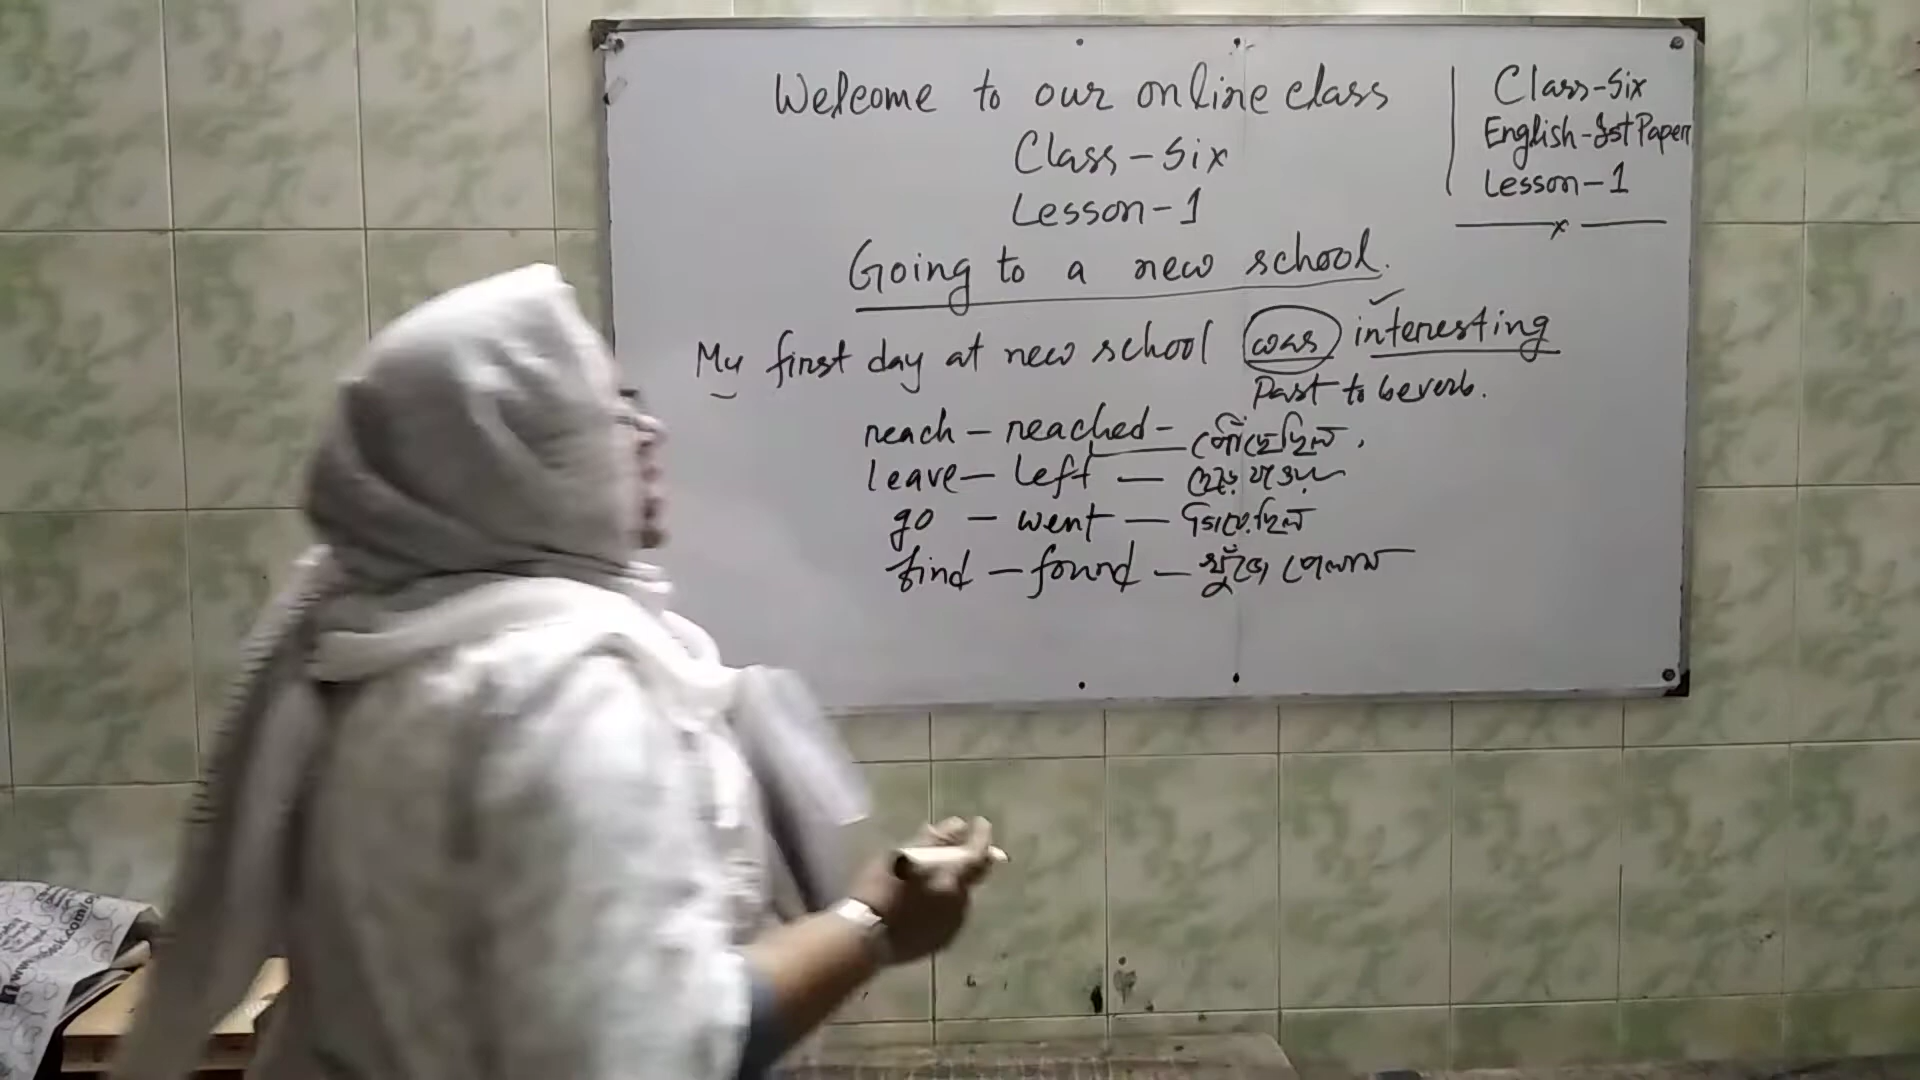 Welcome to our online class
Class-Six
Lesson-1
Class-Six
English-1st Paper
Lesson-1
Going to a new school.
My first day at new school was interesting
Past to be verb.
reach - reached - পৌঁছেছিল,
leave - left - ছেড়ে যাওয়া
go - went - গিয়েছিল
find - found - খুঁজে পেলাম